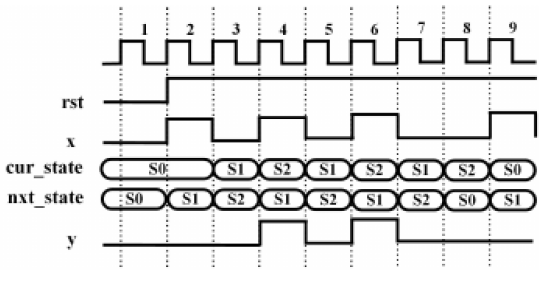 1 2 3 4 5 6 7 8 9
rst
x
cur_state S0 S1 S2 S1 S2 S1 S2 S0
nxt_state S0 S1 S2 S1 S2 S1 S2 S0 S1
y